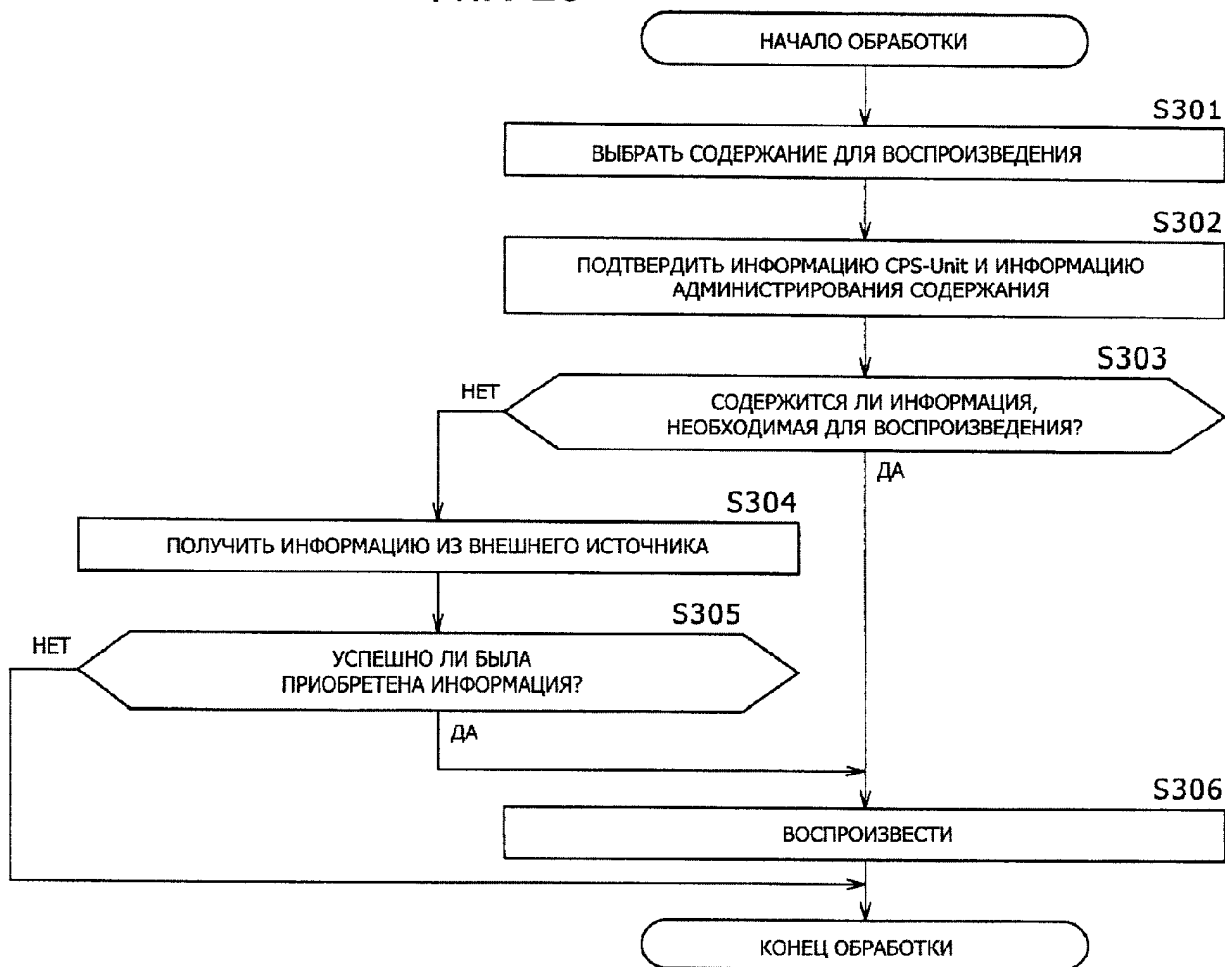 НАЧАЛО ОБРАБОТКИ
S301
ВЫБРАТЬ СОДЕРЖАНИЕ ДЛЯ ВОСПРОИЗВЕДЕНИЯ
S302
ПОДТВЕРДИТЬ ИНФОРМАЦИЮ CPS-Unit И ИНФОРМАЦИЮ
АДМИНИСТРИРОВАНИЯ СОДЕРЖАНИЯ
S303
НЕТ
СОДЕРЖИТСЯ ЛИ ИНФОРМАЦИЯ,
НЕОБХОДИМАЯ ДЛЯ ВОСПРОИЗВЕДЕНИЯ?
ДА
S304
ПОЛУЧИТЬ ИНФОРМАЦИЮ ИЗ ВНЕШНЕГО ИСТОЧНИКА
S305
НЕТ
УСПЕШНО ЛИ БЫЛА
ПРИОБРЕТЕНА ИНФОРМАЦИЯ?
ДА
S306
ВОСПРОИЗВЕСТИ
КОНЕЦ ОБРАБОТКИ